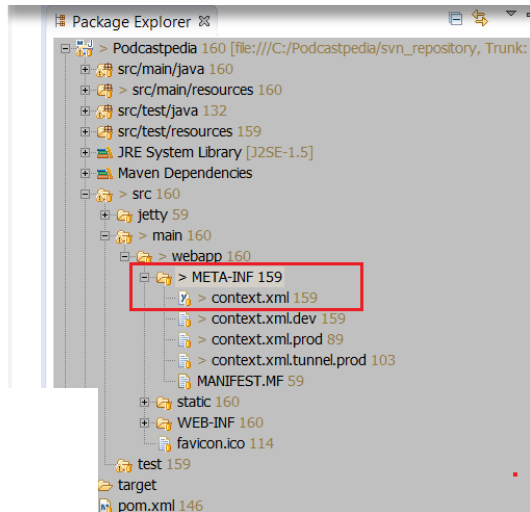 Package Explorer
> Podcastpedia 160 [file:///C:/Podcastpedia/svn_repository, Trunk:
src/main/java 160
> src/main/resources 160
src/test/java 132
src/test/resources 159
JRE System Library [J2SE-1.5]
Maven Dependencies
> src 160
jetty 59
> main 160
> webapp 160
> META-INF 159
> context.xml 159
> context.xml.dev 159
> context.xml.prod 89
> context.xml.tunnel.prod 103
MANIFEST.MF 59
static 160
WEB-INF 160
favicon.ico 114
test 159
target
pom.xml 146